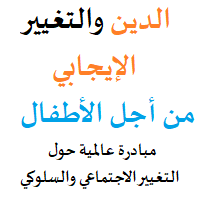 الدين والتغيير
الإيجابي
من أجل الأطفال
مبادرة عالمية حول
التغيير الاجتماعي والسلوكي